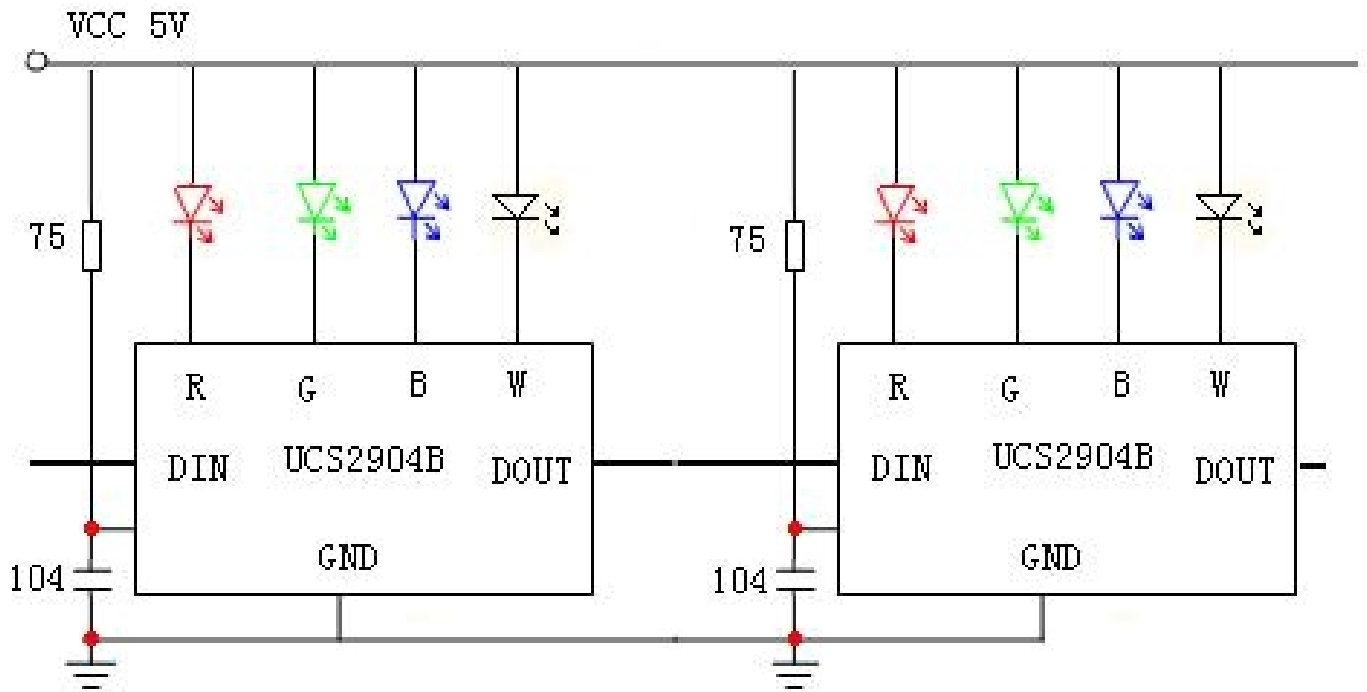 VCC 5V
75
75
R G B W
R G B W
UCS2904B
UCS2904B
DIN DOUT
DIN DOUT
GND
GND
104
104